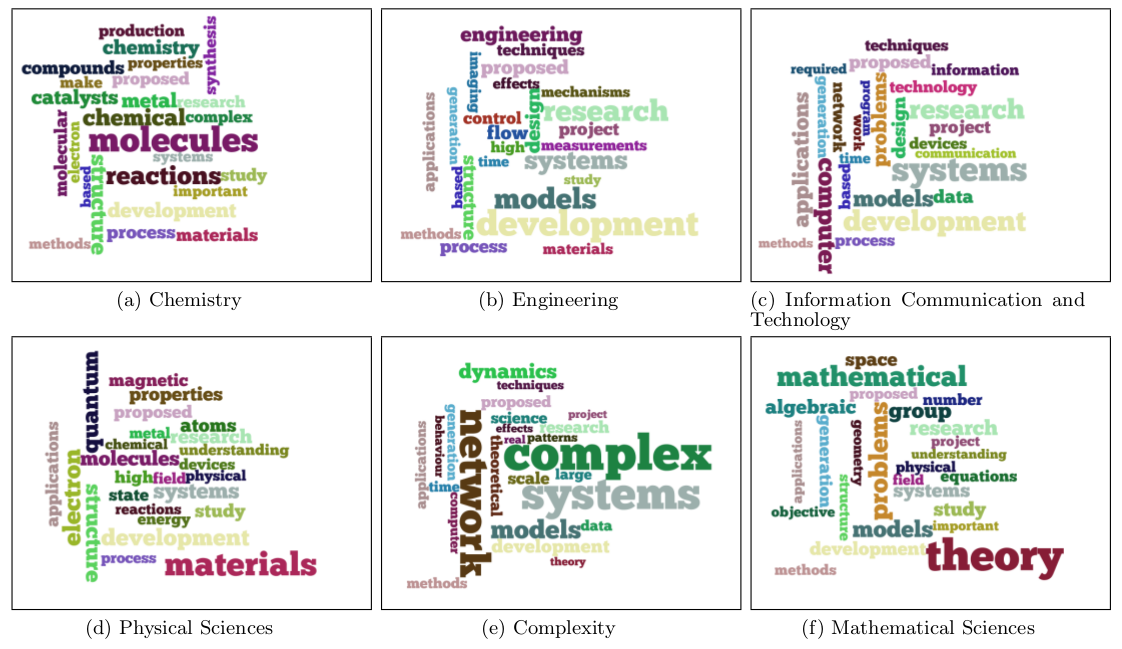 production
synthesis
chemistry
compounds properties
make proposed
catalysts metal research
chemical complex
molecular
electron
molecules
systems
based
structure
reactions study
important
development
methods process materials
(a) Chemistry
engineering
techniques
imaging
proposed
effects mechanisms
applications
generation
design
research
control
flow project
high measurements
time systems
based
structure
study
models
development
methods
process materials
(b) Engineering
techniques
proposed
required information
applications
generation
network
program
work
problems
technology
design
research
project
devices
time communication
computer
based
systems
models data
development
methods process
(c) Information Communication and
Technology
quantum
magnetic
properties
proposed
atoms
metal research
chemical understanding
applications
electron
molecules devices
high field physical
structure
state systems
reactions study
energy
development
process materials
(d) Physical Sciences
dynamics
techniques
proposed
applications
behaviour
generation
network
science project
effects research
real patterns
theoretical
complex
scale large
time
computer
systems
models data
development
theory
methods
(e) Complexity
space
mathematical
proposed
algebraic number
group
applications
generation
geometry
problems
research
project
understanding
physical
structure
field equations
systems
objective study
models important
development theory
methods
(f) Mathematical Sciences